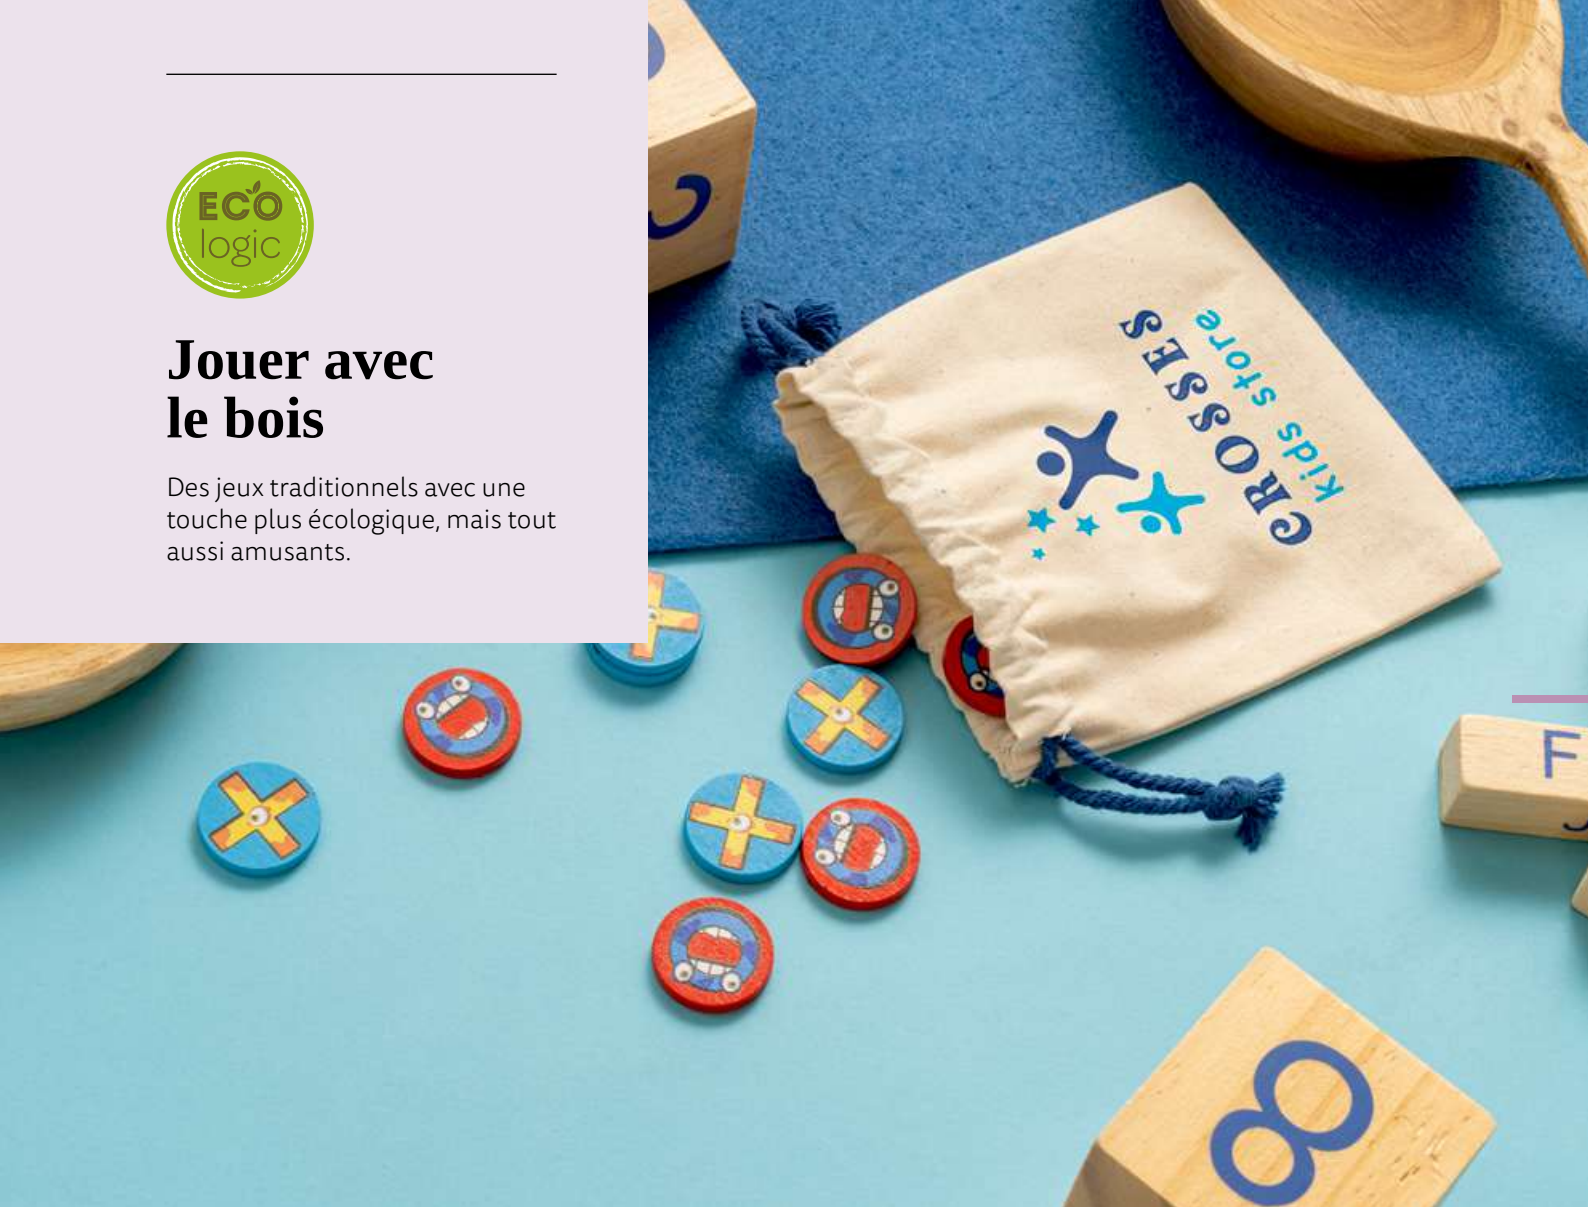 ECO
logic
Jouer avec
le bois
Des jeux traditionnels avec une
touche plus écologique, mais tout
aussi amusants.
CROSSES
kids store
F
8